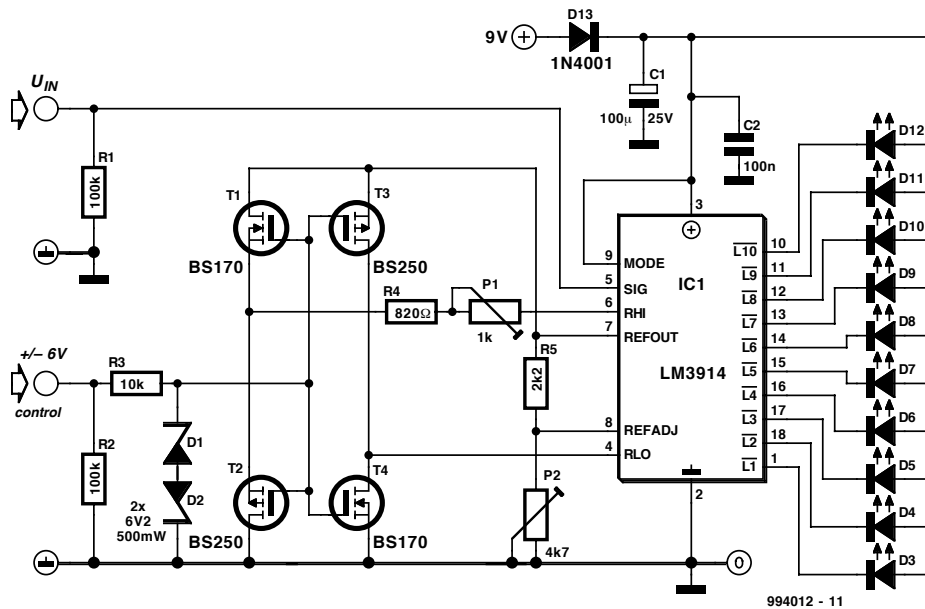 D13
9V
1N4001
U_IN
C1
100µ 25V
C2
100n
R1
100k
T1
T3
BS170
BS250
R4
820Ω
P1
1k
+/– 6V
control
R3
10k
R2
100k
D1
D2
2x
6V2
500mW
T2
T4
BS250
BS170
R5
2k2
P2
4k7
3
9 MODE
5 SIG
6 RHI
7 REFOUT
8 REFADJ
4 RLO
2
IC1
LM3914
L10 10
L9 11
L8 12
L7 13
L6 14
L5 15
L4 16
L3 17
L2 18
L1 1
D12
D11
D10
D9
D8
D7
D6
D5
D4
D3
0
994012 - 11